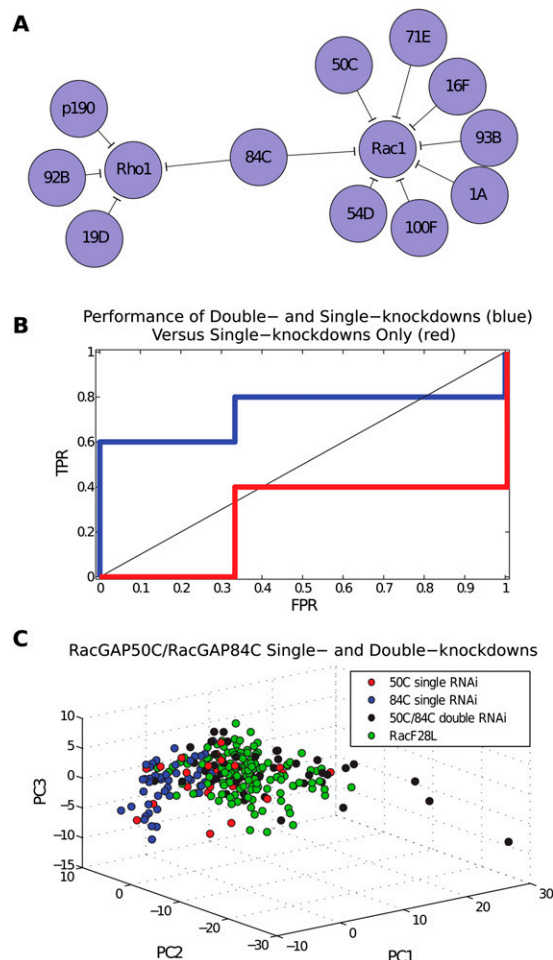 A
p190
92B
19D
Rho1
84C
50C
71E
16F
93B
1A
100F
54D
Rac1
B
Performance of Double− and Single−knockdowns (blue)
Versus Single−knockdowns Only (red)
TPR
1
0.8
0.6
0.4
0.2
0
0 0.1 0.2 0.3 0.4 0.5 0.6 0.7 0.8 0.9 1
FPR
C
RacGAP50C/RacGAP84C Single− and Double−knockdowns
50C single RNAi
84C single RNAi
50C/84C double RNAi
RacF28L
PC3
10
5
0
−5
−10
−15
10
0
−10
−20
−30
PC2
−10
0
10
20
30
PC1